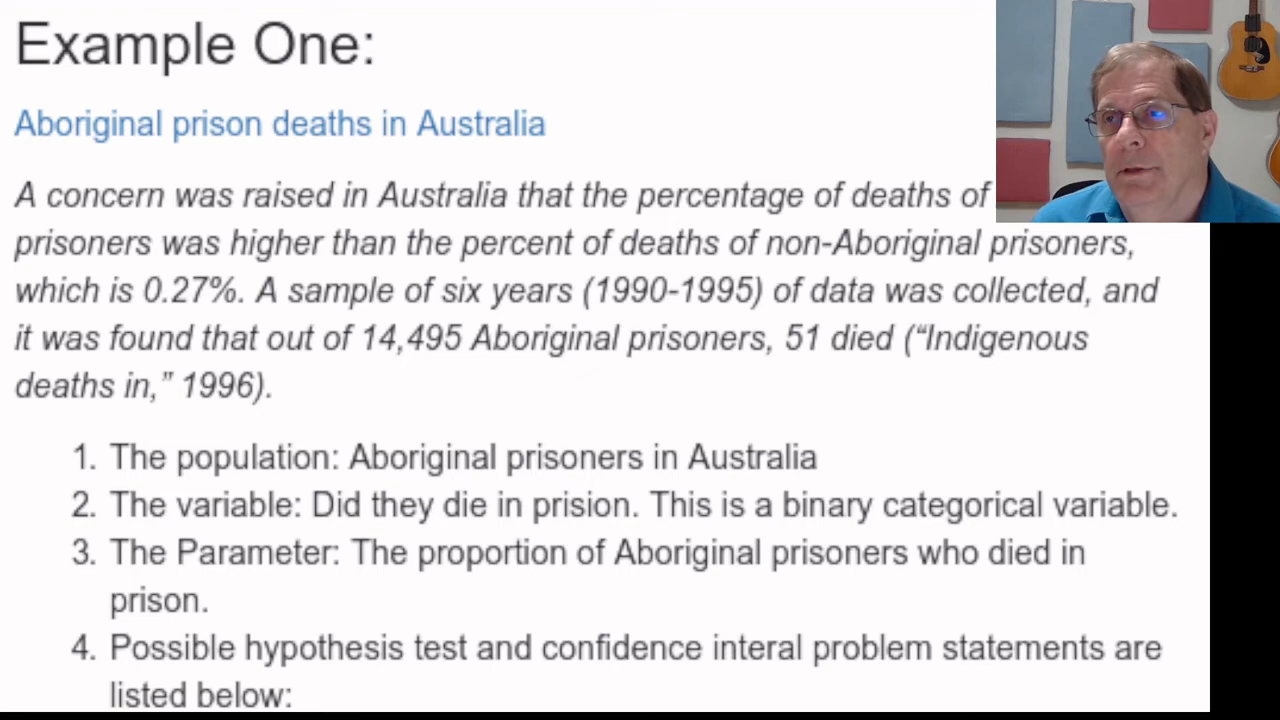 Example One:
Aboriginal prison deaths in Australia
A concern was raised in Australia that the percentage of deaths of
prisoners was higher than the percent of deaths of non-Aboriginal prisoners,
which is 0.27%. A sample of six years (1990-1995) of data was collected, and
it was found that out of 14,495 Aboriginal prisoners, 51 died (“Indigenous
deaths in,” 1996).
1. The population: Aboriginal prisoners in Australia
2. The variable: Did they die in prision. This is a binary categorical variable.
3. The Parameter: The proportion of Aboriginal prisoners who died in
prison.
4. Possible hypothesis test and confidence interal problem statements are
listed below: